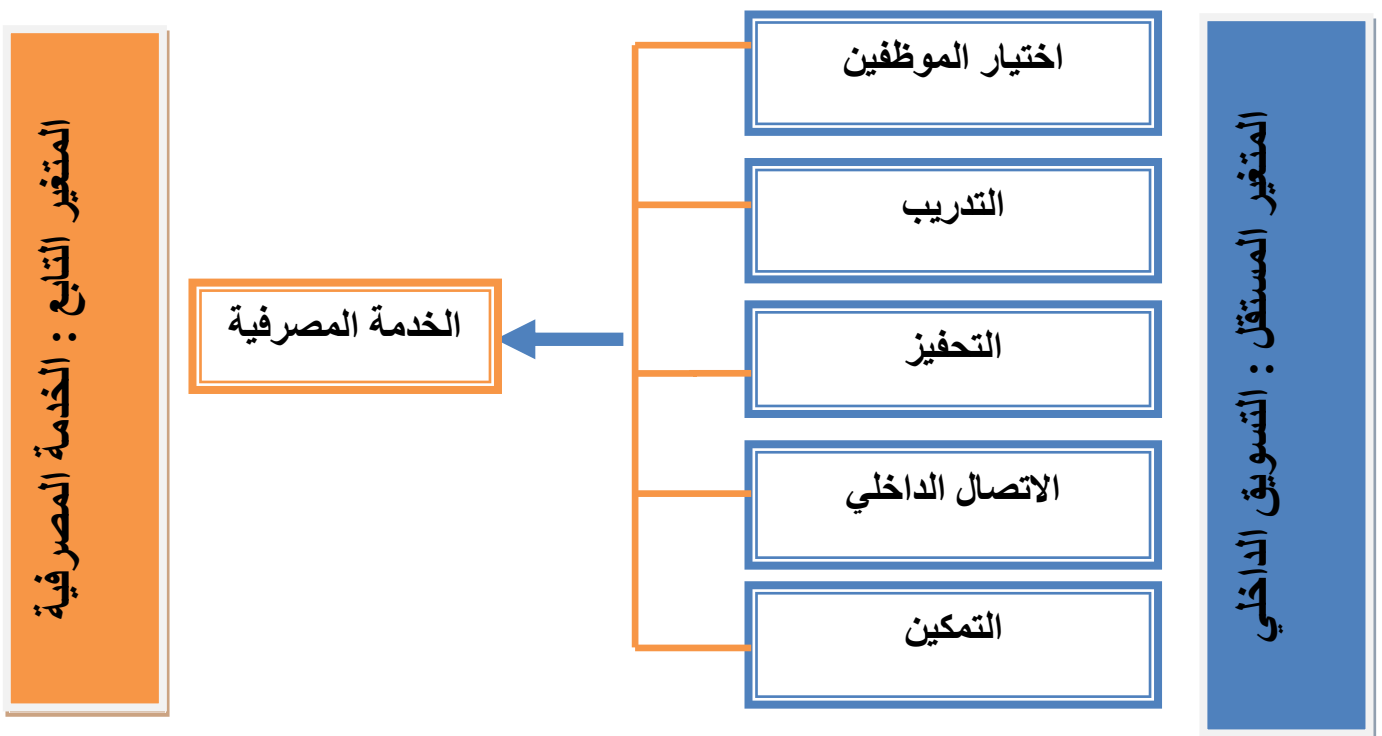 المتغير المستقل : التسويق الداخلي
اختيار الموظفين
التدريب
التحفيز
الاتصال الداخلي
التمكين
الخدمة المصرفية
المتغير التابع : الخدمة المصرفية